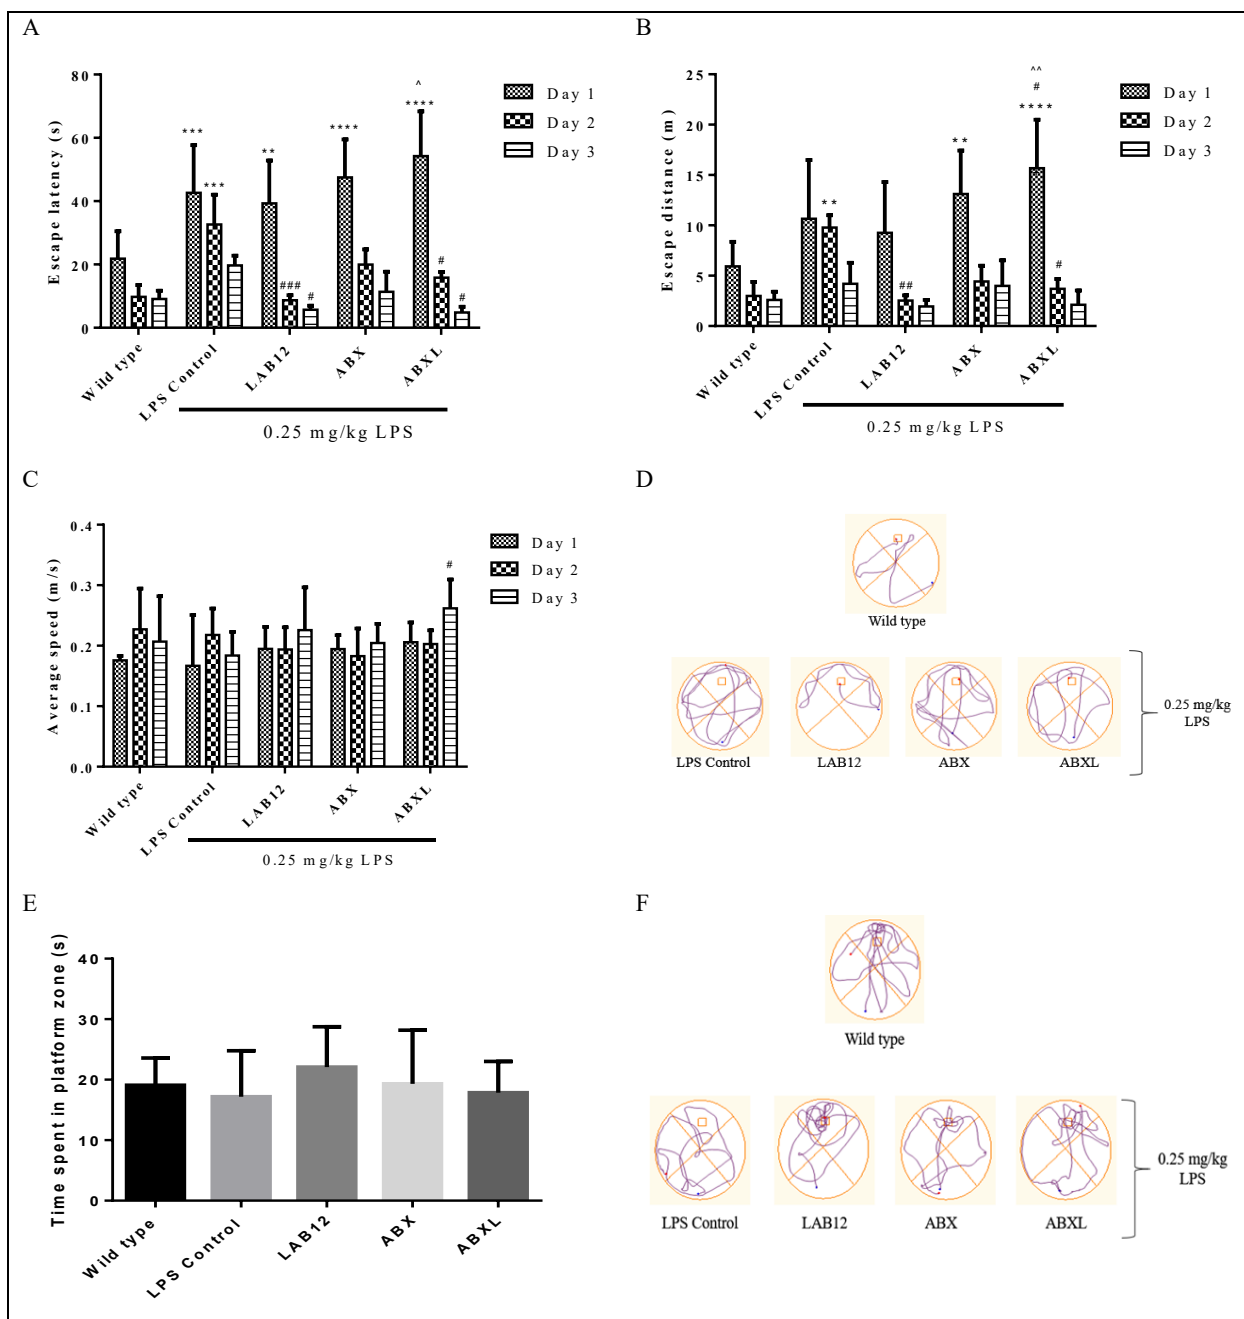 A
Escape latency (s)
80
60
40
20
0
***
***
**
###
#
****
^
****
#
#
Day 1
Day 2
Day 3
Wild type
LPS Control
LAB12
ABX
ABXL
0.25 mg/kg LPS
B
Escape distance (m)
25
20
15
10
5
0
**
##
**
^^
#
****
#
Day 1
Day 2
Day 3
Wild type
LPS Control
LAB12
ABX
ABXL
0.25 mg/kg LPS
C
Average speed (m/s)
0.4
0.3
0.2
0.1
0.0
#
Day 1
Day 2
Day 3
Wild type
LPS Control
LAB12
ABX
ABXL
0.25 mg/kg LPS
D
Wild type
LPS Control
LAB12
ABX
ABXL
0.25 mg/kg
LPS
E
Time spent in platform zone (s)
40
30
20
10
0
Wild type
LPS Control
LAB12
ABX
ABXL
F
Wild type
LPS Control
LAB12
ABX
ABXL
0.25 mg/kg
LPS